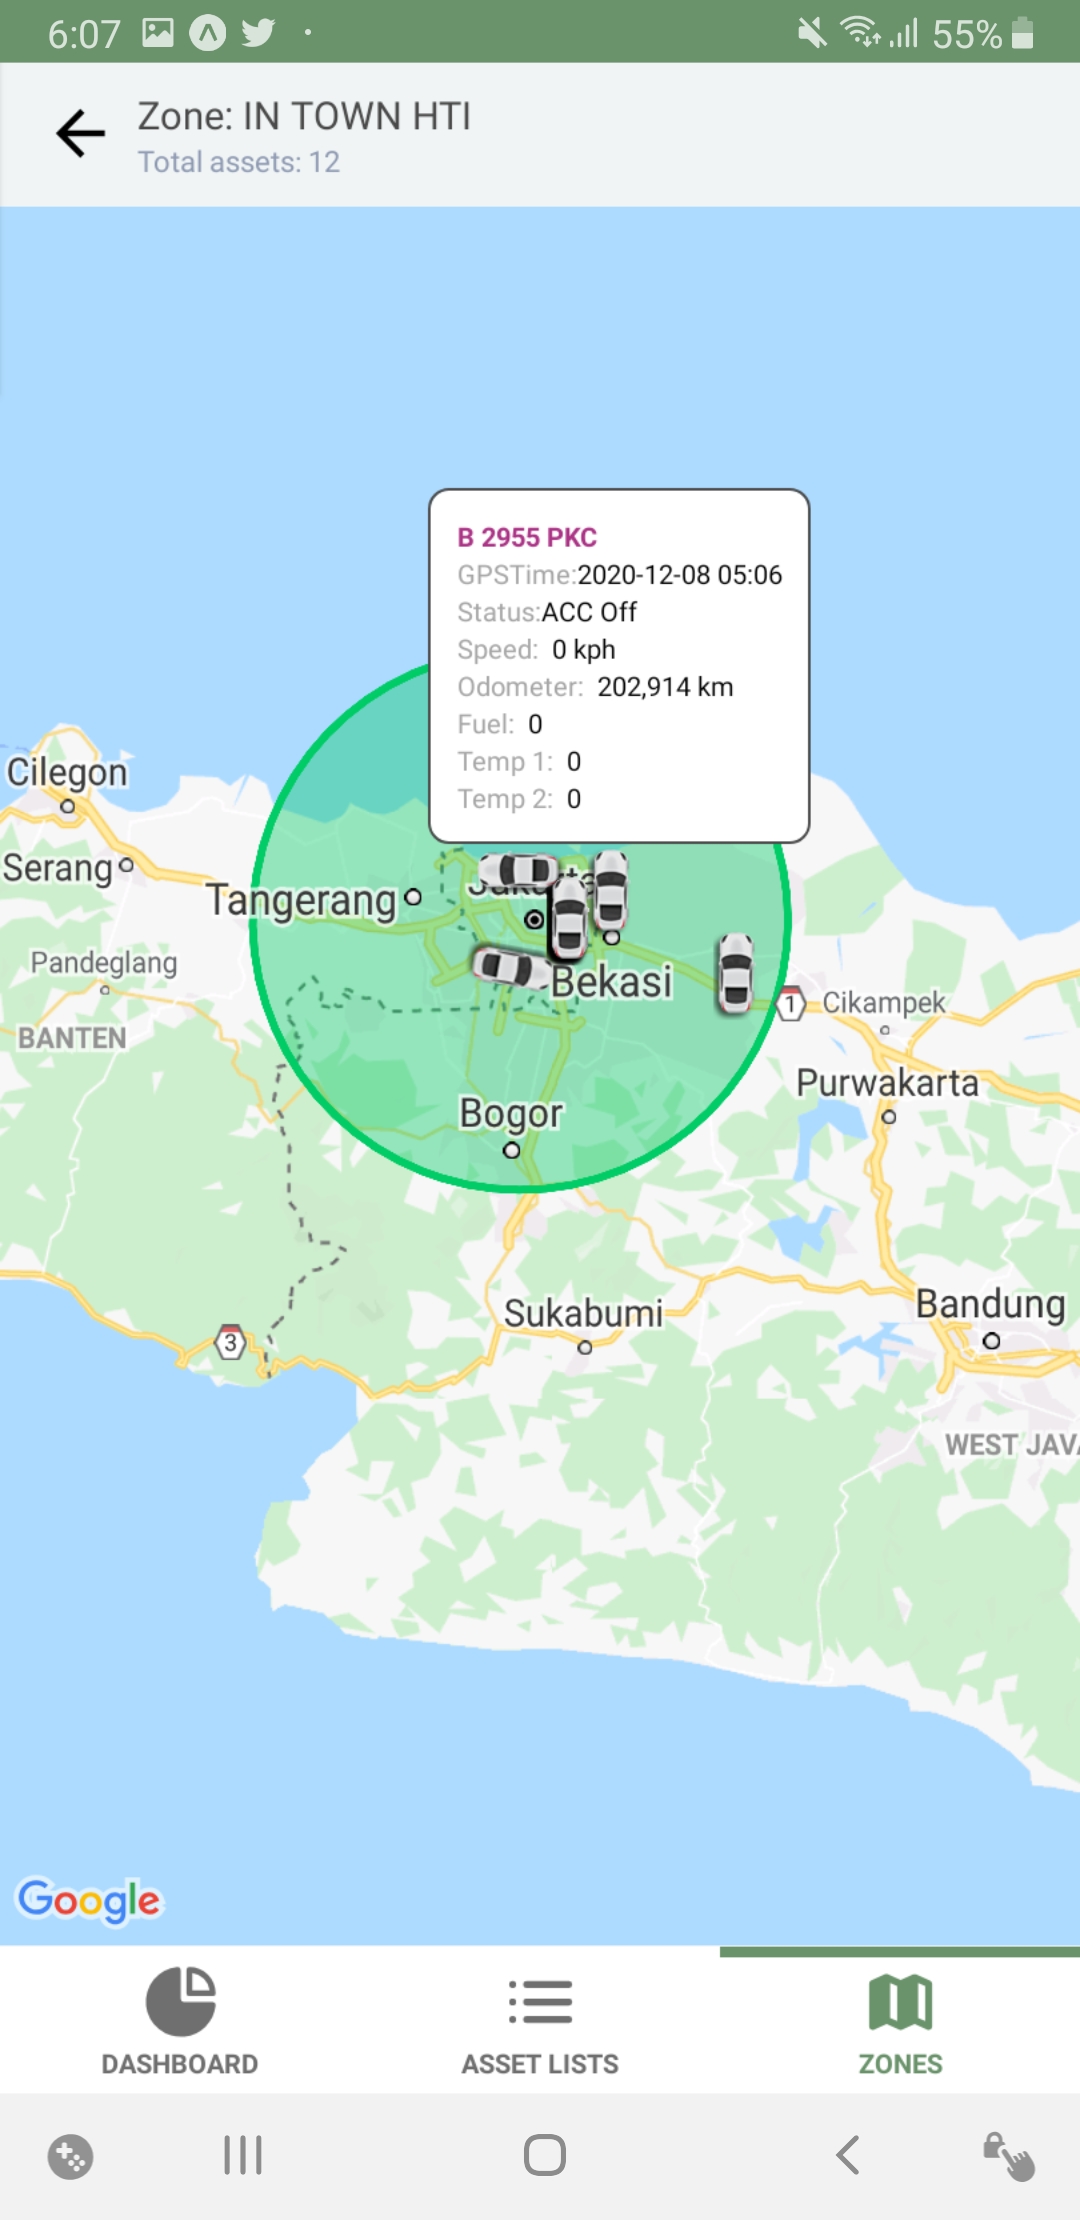 6:07
55%
Zone: IN TOWN HTI
Total assets: 12
B 2955 PKC
GPSTime:2020-12-08 05:06
Status:ACC Off
Speed: 0 kph
Odometer: 202,914 km
Fuel: 0
Temp 1: 0
Temp 2: 0
Cilegon
Serang
Tangerang
Pandeglang
Bekasi
1
Cikampek
BANTEN
Purwakarta
Bogor
Bandung
Sukabumi
3
WEST JAVA
Google
DASHBOARD
ASSET LISTS
ZONES